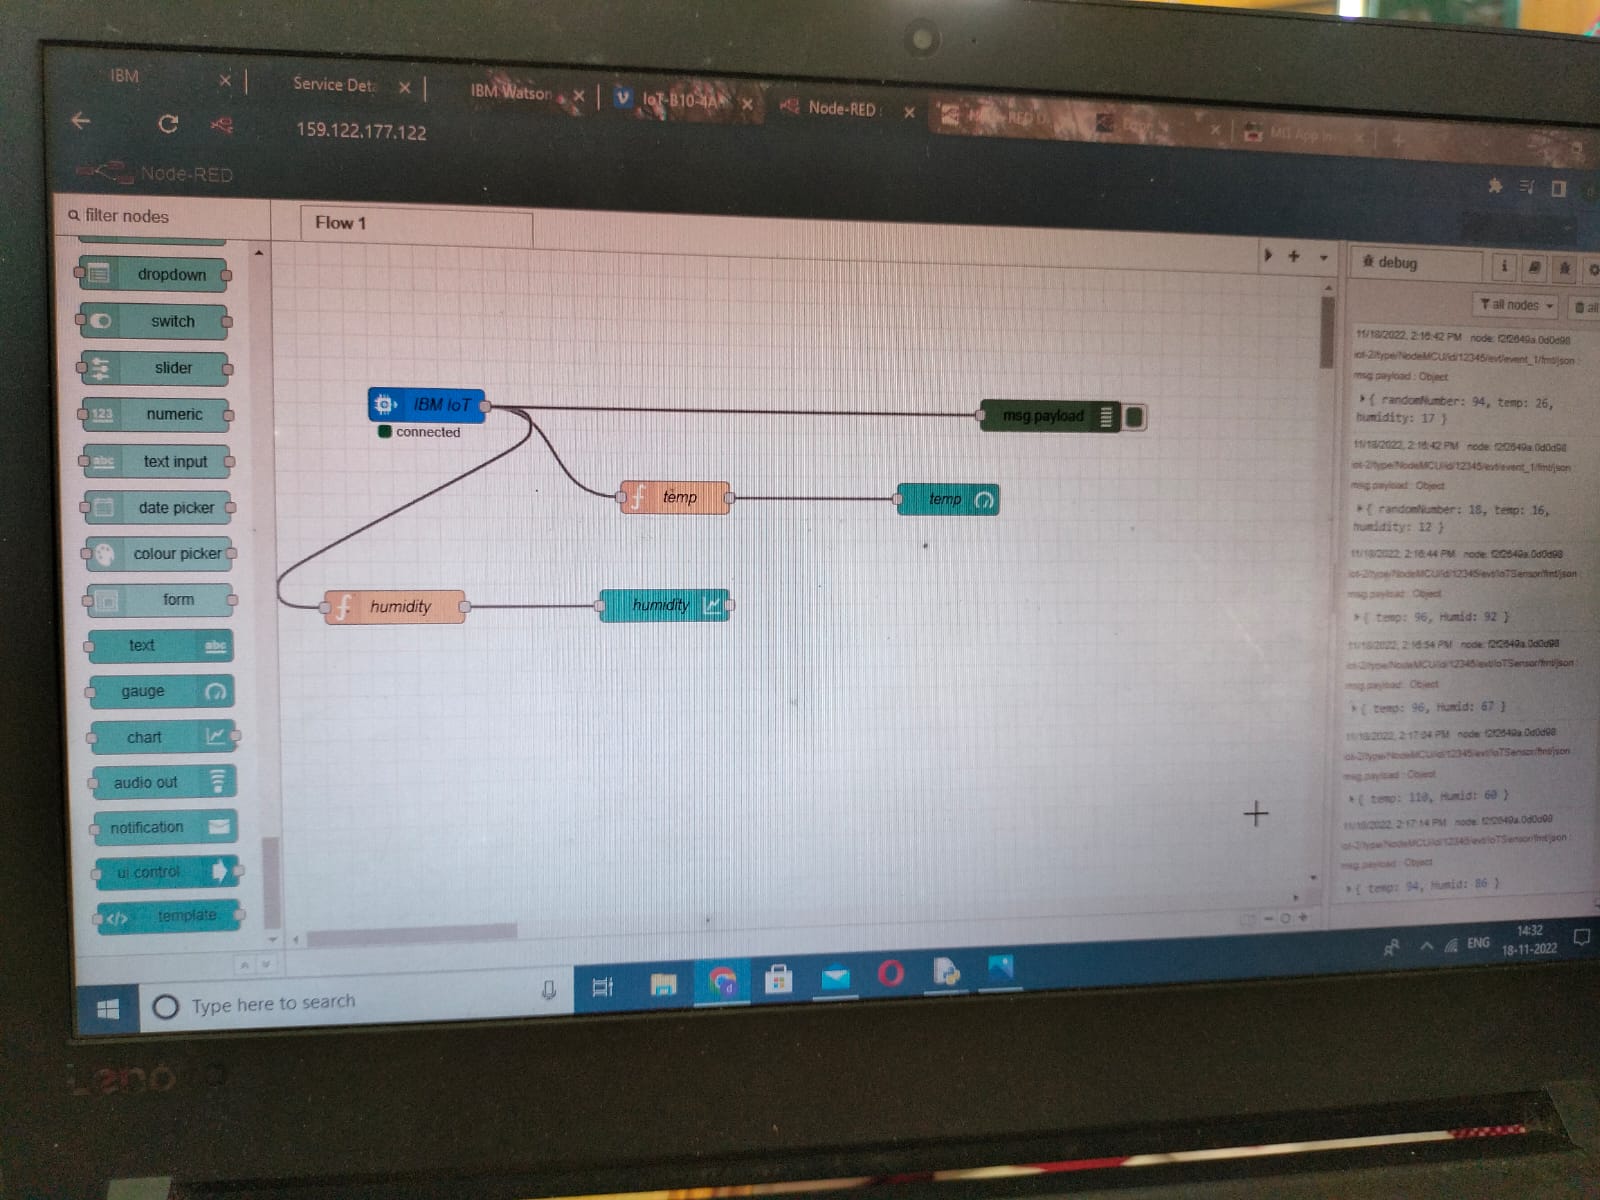 IBM
Service Det
IBM Watson
IoT-B10-4A
Node-RED
159.122.177.122
Node-RED
filter nodes
Flow 1
dropdown
switch
slider
123 numeric
abc text input
date picker
colour picker
form
text abc
gauge
chart
audio out
notification
ui control
</> template
IBM IoT
connected
msg.payload
f temp
temp
f humidity
humidity
debug
i
all nodes
all
11/18/2022, 2:16:42 PM node: f2f2649a.0d0d98
iot-2/type/NodeMCU/id/12345/evt/event_1/fmt/json :
msg.payload : Object
{ randomNumber: 94, temp: 26,
humidity: 17 }
11/18/2022, 2:16:42 PM node: f2f2649a.0d0d98
iot-2/type/NodeMCU/id/12345/evt/event_1/fmt/json :
msg.payload : Object
{ randomNumber: 18, temp: 16,
humidity: 12 }
11/18/2022, 2:16:44 PM node: f2f2649a.0d0d98
iot-2/type/NodeMCU/id/12345/evt/IoTSensor/fmt/json :
msg.payload : Object
{ temp: 96, Humid: 92 }
11/18/2022, 2:16:54 PM node: f2f2649a.0d0d98
iot-2/type/NodeMCU/id/12345/evt/IoTSensor/fmt/json :
msg.payload : Object
{ temp: 96, Humid: 67 }
11/18/2022, 2:17:04 PM node: f2f2649a.0d0d98
iot-2/type/NodeMCU/id/12345/evt/IoTSensor/fmt/json :
msg.payload : Object
{ temp: 110, Humid: 60 }
11/18/2022, 2:17:14 PM node: f2f2649a.0d0d98
iot-2/type/NodeMCU/id/12345/evt/IoTSensor/fmt/json :
msg.payload : Object
{ temp: 94, Humid: 86 }
Type here to search
ENG
14:32
18-11-2022
Lenovo